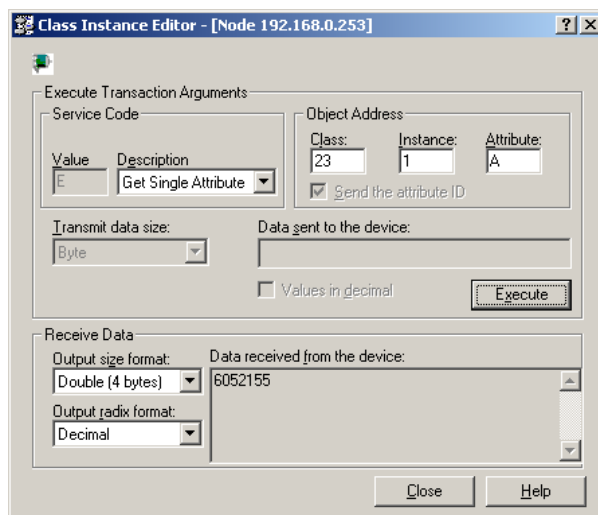 Class Instance Editor - [Node 192.168.0.253]
Execute Transaction Arguments
Service Code
Value Description
E Get Single Attribute
Object Address
Class: Instance: Attribute:
23 1 A
Send the attribute ID
Transmit data size:
Byte
Data sent to the device:
Values in decimal
Execute
Receive Data
Output size format:
Double (4 bytes)
Output radix format:
Decimal
Data received from the device:
6052155
Close Help